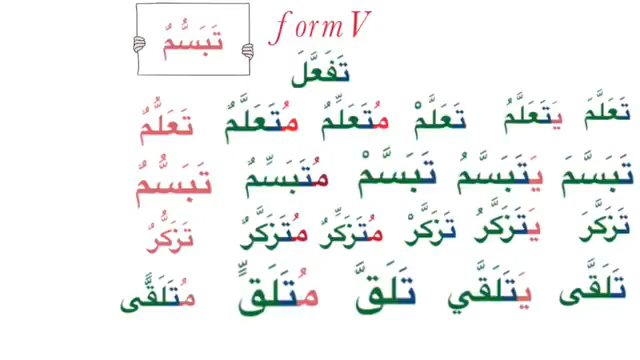 تَبَسُّمٌ form V
تَفَعَّلَ
تَعَلَّمَ يَتَعَلَّمُ تَعَلَّمْ مُتَعَلِّمٌ مُتَعَلَّمٌ تَعَلُّمٌ
تَبَسَّمَ يَتَبَسَّمُ تَبَسَّمْ مُتَبَسِّمٌ تَبَسُّمٌ
تَزَكَّرَ يَتَزَكَّرُ تَزَكَّرْ مُتَزَكِّرٌ مُتَزَكَّرٌ تَزَكُّرٌ
تَلَقَّى يَتَلَقَّي تَلَقَّ مُتَلَقٍّ مُتَلَقًّى